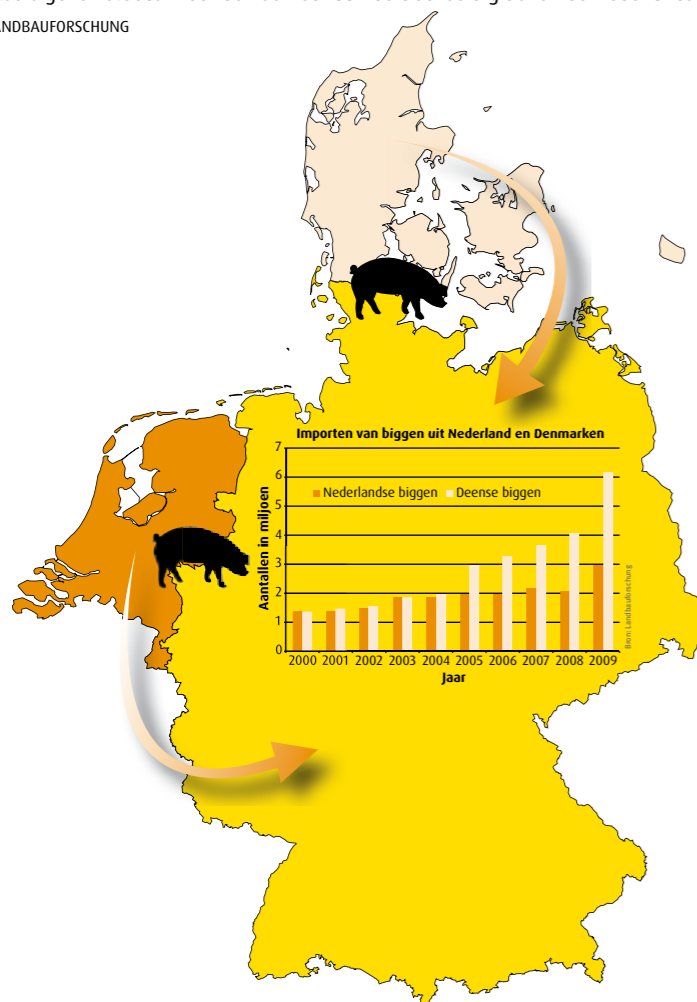 ANDBAUFORSCHUNG
Importen van biggen uit Nederland en Denmarken
Aantallen in miljoen
7
6
5
4
3
2
1
0
Nederlandse biggen Deense biggen
2000 2001 2002 2003 2004 2005 2006 2007 2008 2009
Jaar
Bron: Landbauforschung